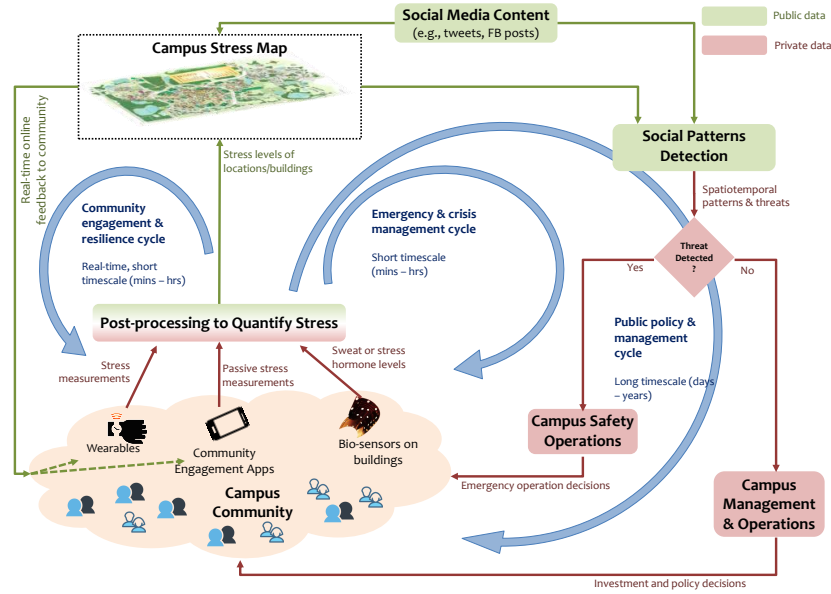 Social Media Content
(e.g., tweets, FB posts)
Public data
Private data
Campus Stress Map
Real-time online
feedback to community
Stress levels of
locations/buildings
Social Patterns
Detection
Spatiotemporal
patterns & threats
Community
engagement &
resilience cycle
Real-time, short
timescale (mins – hrs)
Emergency & crisis
management cycle
Short timescale
(mins – hrs)
Threat
Detected
?
Yes
No
Post-processing to Quantify Stress
Public policy &
management
cycle
Long timescale (days
– years)
Stress
measurements
Passive stress
measurements
Sweat or stress
hormone levels
Wearables
Community
Engagement Apps
Bio-sensors on
buildings
Campus Safety
Operations
Campus
Community
Emergency operation decisions
Campus
Management
& Operations
Investment and policy decisions